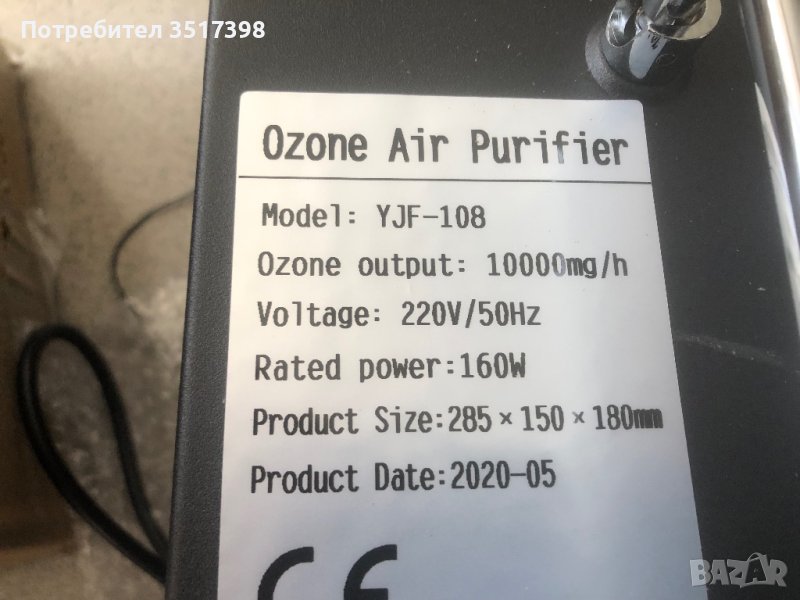 Потребител 3517398
Ozone Air Purifier
Model: YJF-108
Ozone output: 10000mg/h
Voltage: 220V/50Hz
Rated power:160W
Product Size:285×150×180mm
Product Date:2020-05
CE
BAZAR